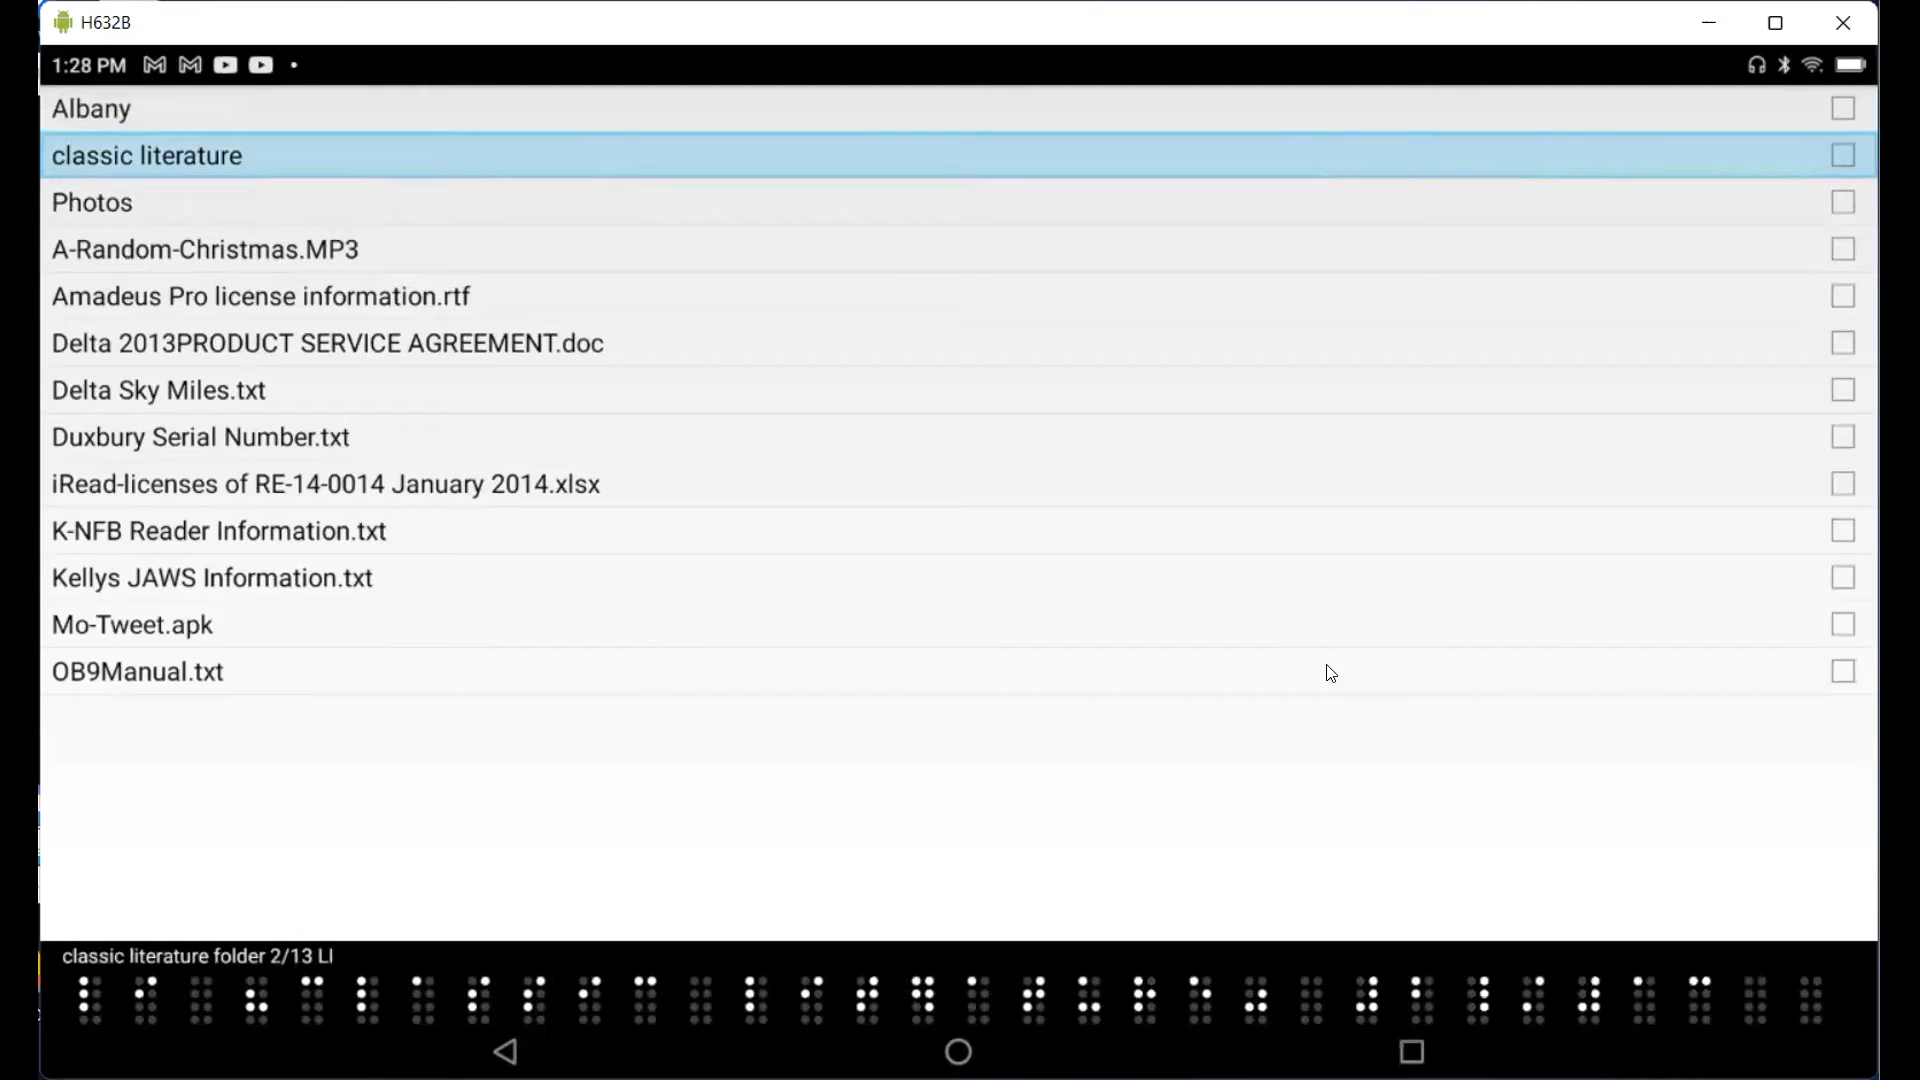 H632B
1:28 PM
Albany
classic literature
Photos
A-Random-Christmas.MP3
Amadeus Pro license information.rtf
Delta 2013PRODUCT SERVICE AGREEMENT.doc
Delta Sky Miles.txt
Duxbury Serial Number.txt
iRead-licenses of RE-14-0014 January 2014.xlsx
K-NFB Reader Information.txt
Kellys JAWS Information.txt
Mo-Tweet.apk
OB9Manual.txt
classic literature folder 2/13 LI